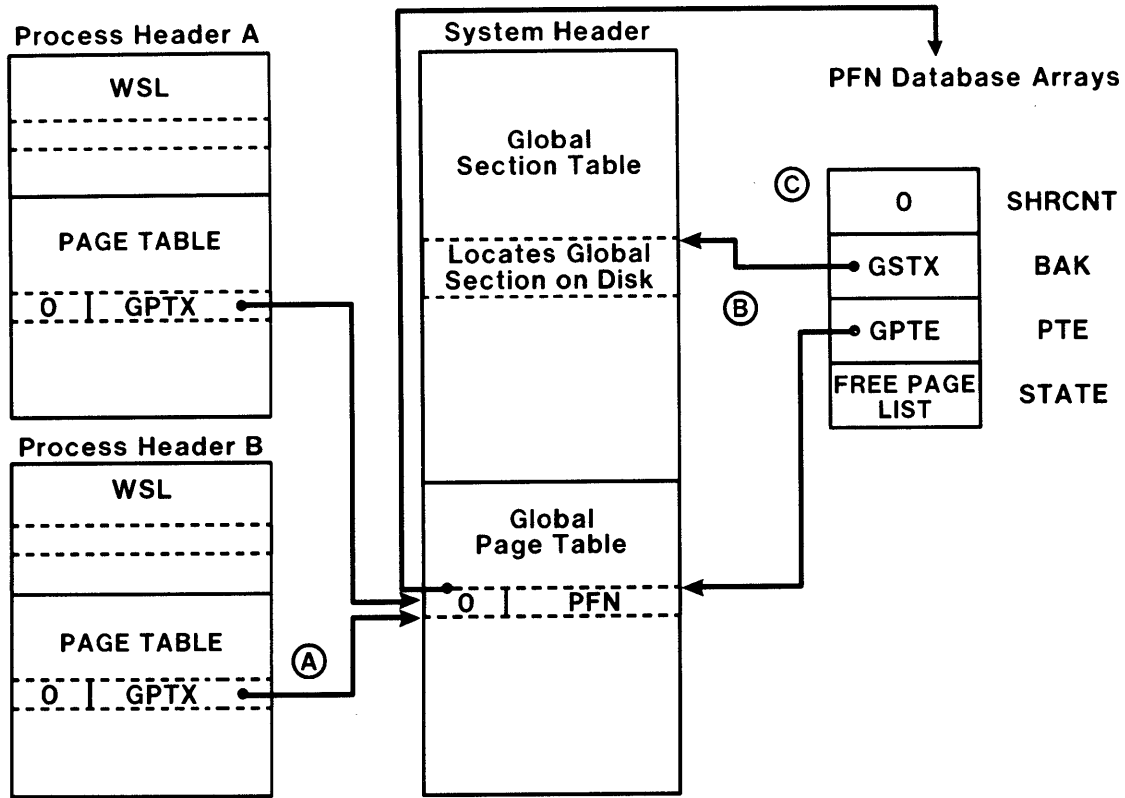 Process Header A
WSL
PAGE TABLE
0 GPTX
Process Header B
WSL
PAGE TABLE
0 GPTX
A
System Header
Global
Section Table
Locates Global
Section on Disk
Global
Page Table
0 PFN
PFN Database Arrays
C
0 SHRCNT
GSTX BAK
B
GPTE PTE
FREE PAGE
LIST
STATE